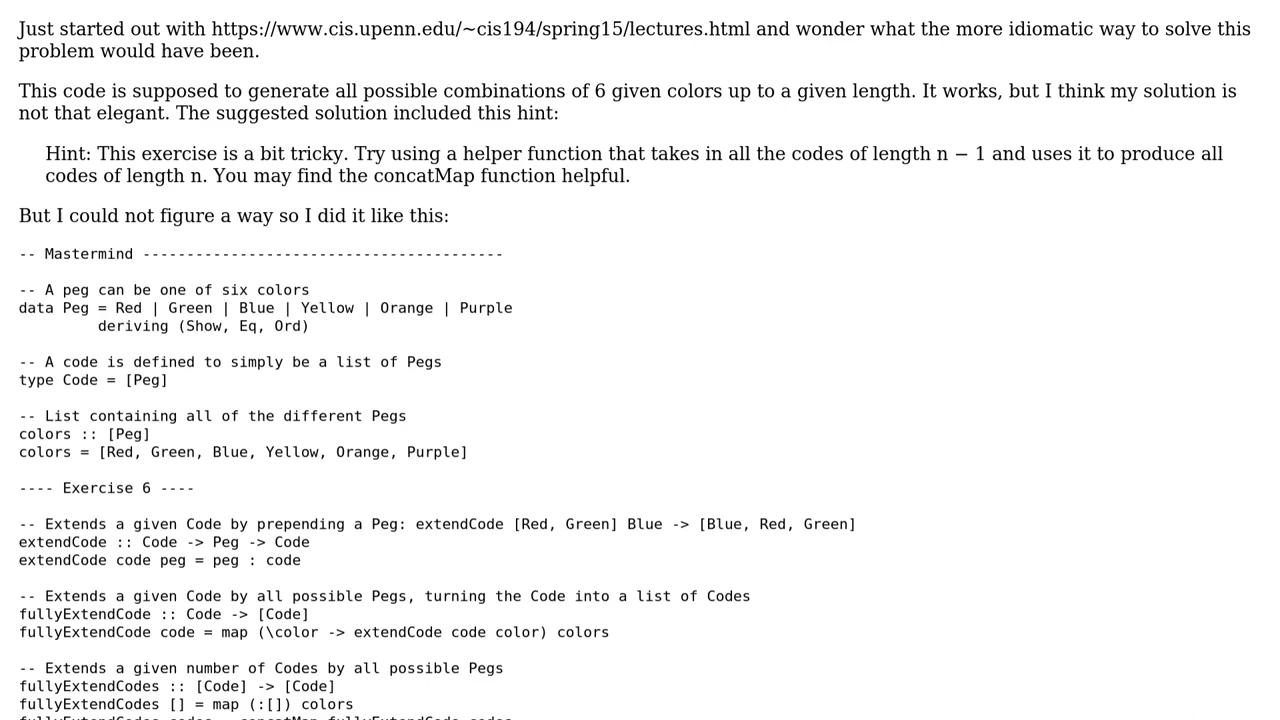 Just started out with https://www.cis.upenn.edu/~cis194/spring15/lectures.html and wonder what the more idiomatic way to solve this
problem would have been.
This code is supposed to generate all possible combinations of 6 given colors up to a given length. It works, but I think my solution is
not that elegant. The suggested solution included this hint:
Hint: This exercise is a bit tricky. Try using a helper function that takes in all the codes of length n − 1 and uses it to produce all
codes of length n. You may find the concatMap function helpful.
But I could not figure a way so I did it like this:
-- Mastermind -----------------------------------------
-- A peg can be one of six colors
data Peg = Red | Green | Blue | Yellow | Orange | Purple
         deriving (Show, Eq, Ord)
-- A code is defined to simply be a list of Pegs
type Code = [Peg]
-- List containing all of the different Pegs
colors :: [Peg]
colors = [Red, Green, Blue, Yellow, Orange, Purple]
---- Exercise 6 ----
-- Extends a given Code by prepending a Peg: extendCode [Red, Green] Blue -> [Blue, Red, Green]
extendCode :: Code -> Peg -> Code
extendCode code peg = peg : code
-- Extends a given Code by all possible Pegs, turning the Code into a list of Codes
fullyExtendCode :: Code -> [Code]
fullyExtendCode code = map (\color -> extendCode code color) colors
-- Extends a given number of Codes by all possible Pegs
fullyExtendCodes :: [Code] -> [Code]
fullyExtendCodes [] = map (:[]) colors